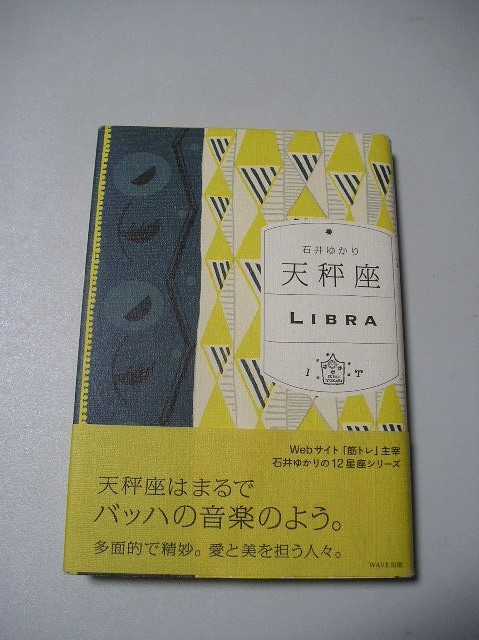 石井ゆかり
天秤座
LIBRA
1 T
Webサイト「筋トレ」主宰
石井ゆかりの12星座シリーズ
天秤座はまるで
バッハの音楽のよう。
多面的で精妙。愛と美を担う人々。
WAVE出版